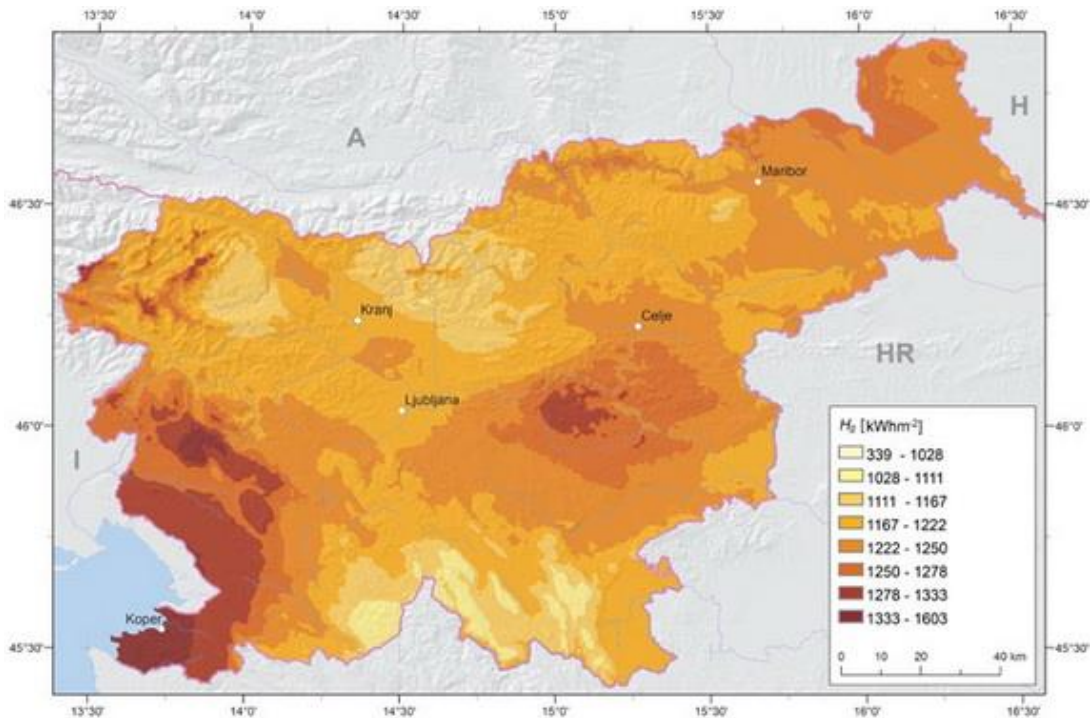 13°30' 14°0' 14°30' 15°0' 15°30' 16°0' 16°30'
A
H
Maribor
46°30' 46°30'
Kranj
Celje
HR
Ljubljana
46°0' 46°0'
I
H₀ [kWhm⁻²]
339 - 1028
1028 - 1111
1111 - 1167
1167 - 1222
1222 - 1250
1250 - 1278
1278 - 1333
1333 - 1603
Koper
45°30' 45°30'
0 10 20 40 km
13°30' 14°0' 14°30' 15°0' 15°30' 16°0' 16°30'